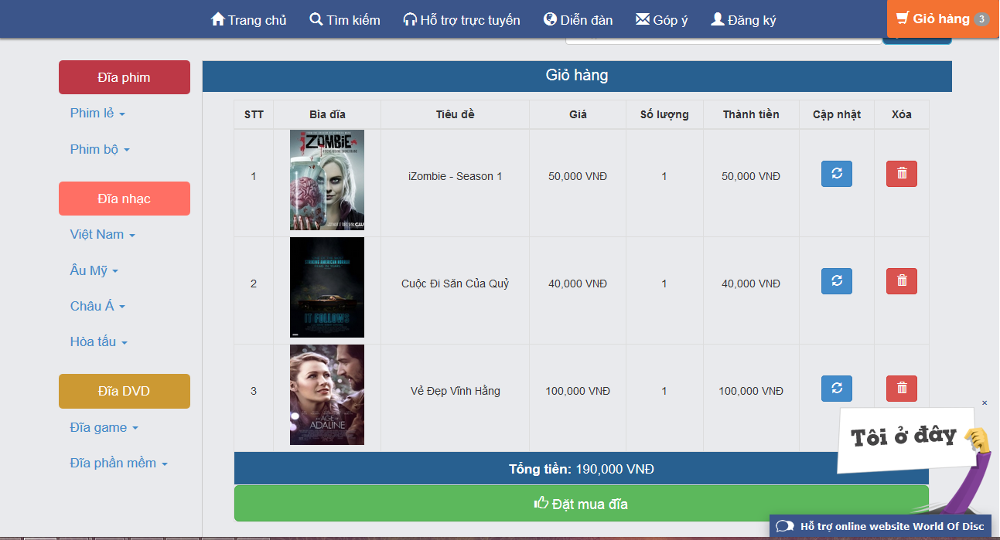 Trang chủ Tìm kiếm Hỗ trợ trực tuyến Diễn đàn Góp ý Đăng ký Giỏ hàng 3
Đĩa phim
Phim lẻ
Phim bộ
Đĩa nhạc
Việt Nam
Âu Mỹ
Châu Á
Hòa tấu
Đĩa DVD
Đĩa game
Đĩa phần mềm
Giỏ hàng
STT Bìa đĩa Tiêu đề Giá Số lượng Thành tiền Cập nhật Xóa
iZOMBiE
1 iZombie - Season 1 50,000 VNĐ 1 50,000 VNĐ
CW
2 Cuộc Đi Săn Của Quỷ 40,000 VNĐ 1 40,000 VNĐ
IT FOLLOWS
3 Vẻ Đẹp Vĩnh Hằng 100,000 VNĐ 1 100,000 VNĐ
AGE OF
ADALINE
Tổng tiền: 190,000 VNĐ
Đặt mua đĩa
×
Tôi ở đây
Hỗ trợ online website World Of Disc